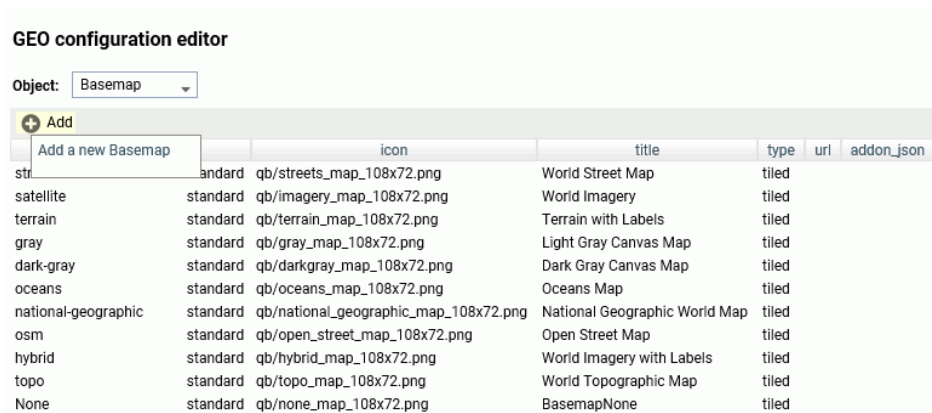 GEO configuration editor
Object: Basemap
Add
Add a new Basemap
icon title type url addon_json
str andard qb/streets_map_108x72.png World Street Map tiled
satellite standard qb/imagery_map_108x72.png World Imagery tiled
terrain standard qb/terrain_map_108x72.png Terrain with Labels tiled
gray standard qb/gray_map_108x72.png Light Gray Canvas Map tiled
dark-gray standard qb/darkgray_map_108x72.png Dark Gray Canvas Map tiled
oceans standard qb/oceans_map_108x72.png Oceans Map tiled
national-geographic standard qb/national_geographic_map_108x72.png National Geographic World Map tiled
osm standard qb/open_street_map_108x72.png Open Street Map tiled
hybrid standard qb/hybrid_map_108x72.png World Imagery with Labels tiled
topo standard qb/topo_map_108x72.png World Topographic Map tiled
None standard qb/none_map_108x72.png BasemapNone tiled